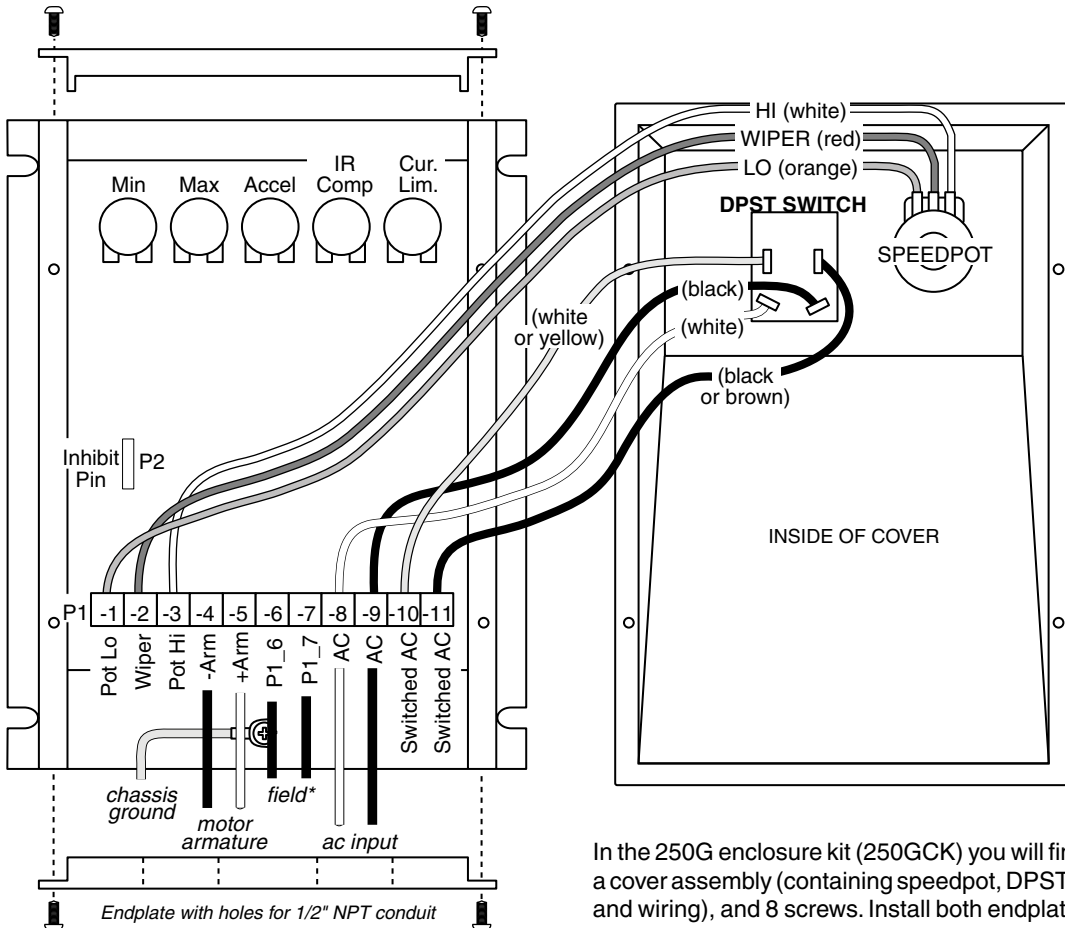 HI (white)
WIPER (red)
LO (orange)
DPST SWITCH
SPEEDPOT
Min
Max
Accel
IR
Comp
Cur.
Lim.
(white
or yellow)
(black)
(white)
(black
or brown)
Inhibit
Pin
P2
INSIDE OF COVER
P1
-1
-2
-3
-4
-5
-6
-7
-8
-9
-10
-11
Pot Lo
Wiper
Pot Hi
-Arm
+Arm
P1_6
P1_7
AC
AC
Switched AC
Switched AC
chassis
ground
motor
armature
field*
ac input
Endplate with holes for 1/2" NPT conduit
In the 250G enclosure kit (250GCK) you will fin
a cover assembly (containing speedpot, DPST
and wiring), and 8 screws. Install both endplat